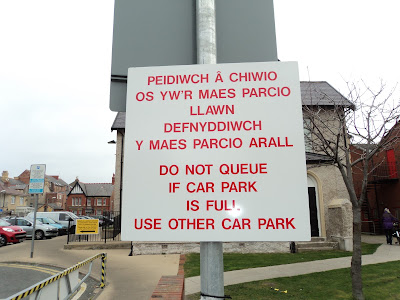 PEIDIWCH Â CHIWIO
OS YW'R MAES PARCIO
LLAWN
DEFNYDDIWCH
Y MAES PARCIO ARALL
DO NOT QUEUE
IF CAR PARK
IS FULL
USE OTHER CAR PARK